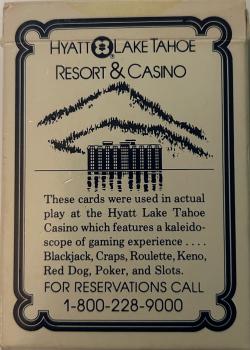 HYATT LAKE TAHOE
RESORT & CASINO
These cards were used in actual
play at the Hyatt Lake Tahoe
Casino which features a kaleido-
scope of gaming experience ....
Blackjack, Craps, Roulette, Keno,
Red Dog, Poker, and Slots.
FOR RESERVATIONS CALL
1-800-228-9000